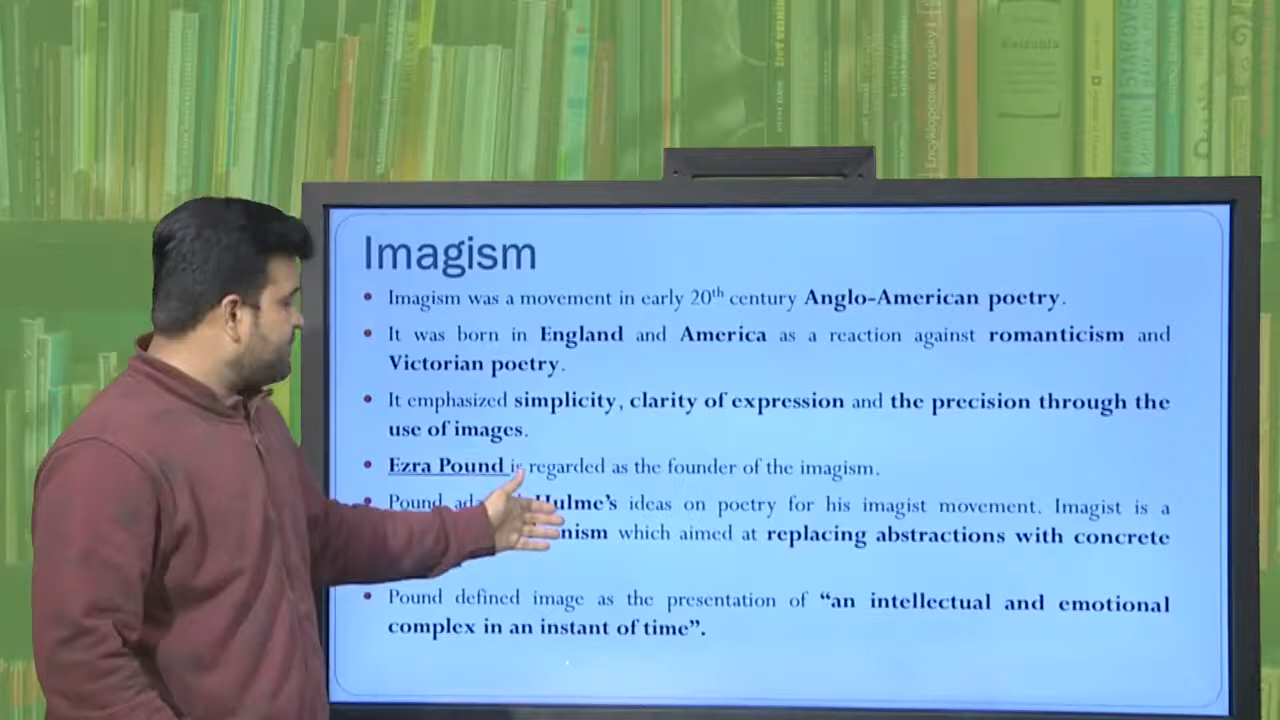 Imagism
Imagism was a movement in early 20th century Anglo-American poetry.
It was born in England and America as a reaction against romanticism and
Victorian poetry.
It emphasized simplicity, clarity of expression and the precision through the
use of images.
Ezra Pound is regarded as the founder of the imagism.
Pound Hulme's ideas on poetry for his imagist movement. Imagist is a
which aimed at replacing abstractions with concrete
Pound defined image as the presentation of “an intellectual and emotional
complex in an instant of time”.